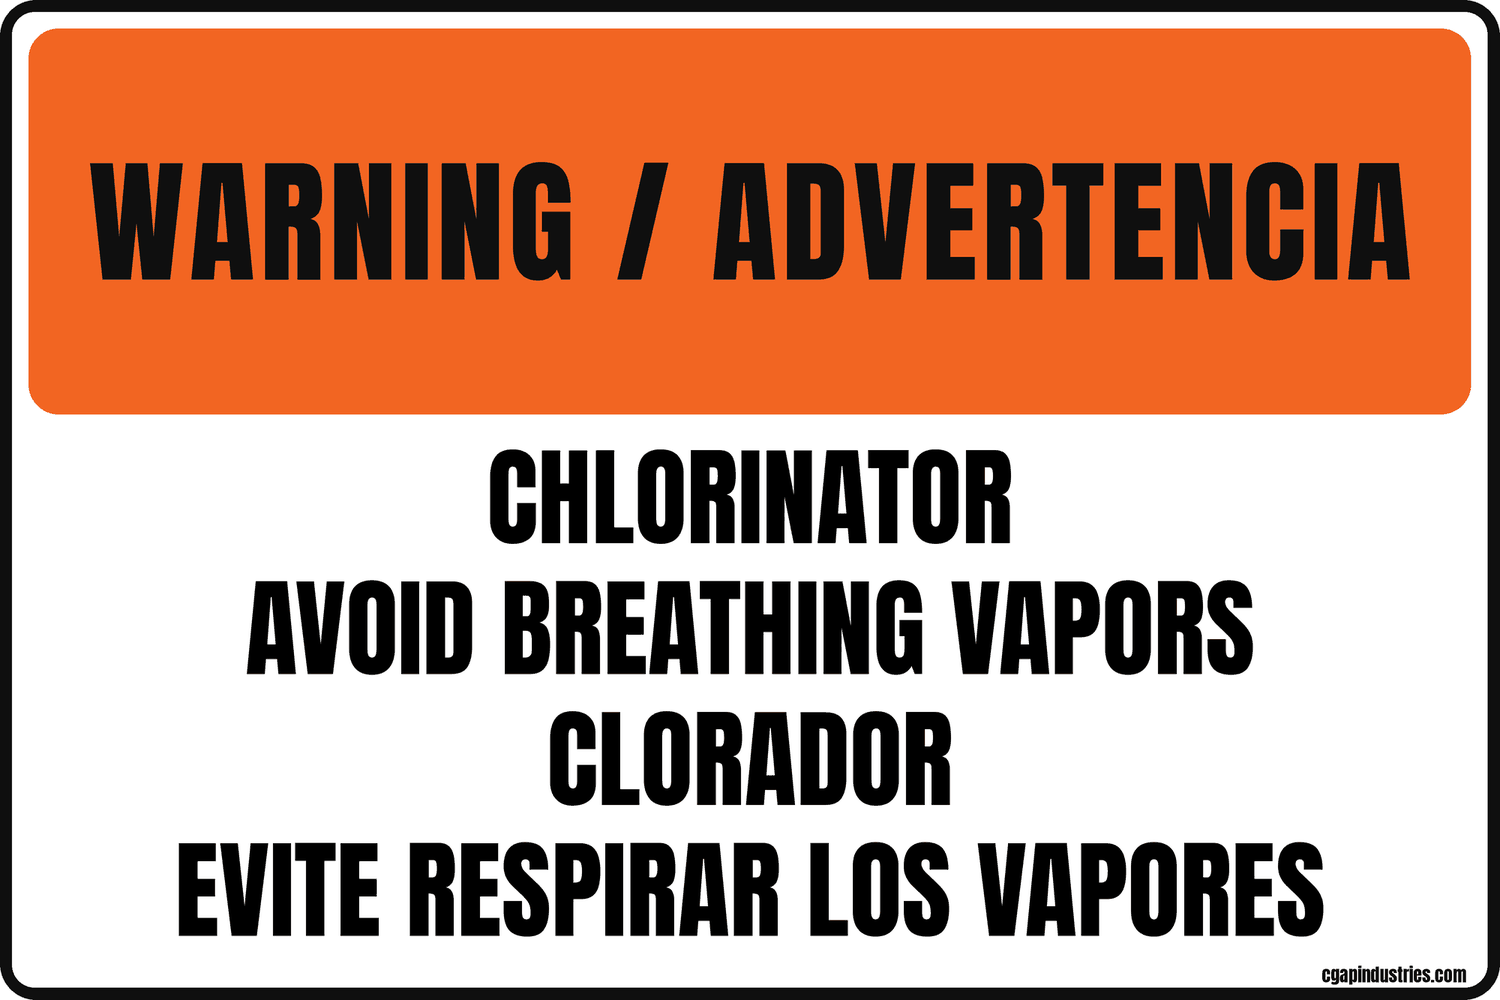 WARNING / ADVERTENCIA
CHLORINATOR
AVOID BREATHING VAPORS
CLORADOR
EVITE RESPIRAR LOS VAPORES
cgapindustries.com